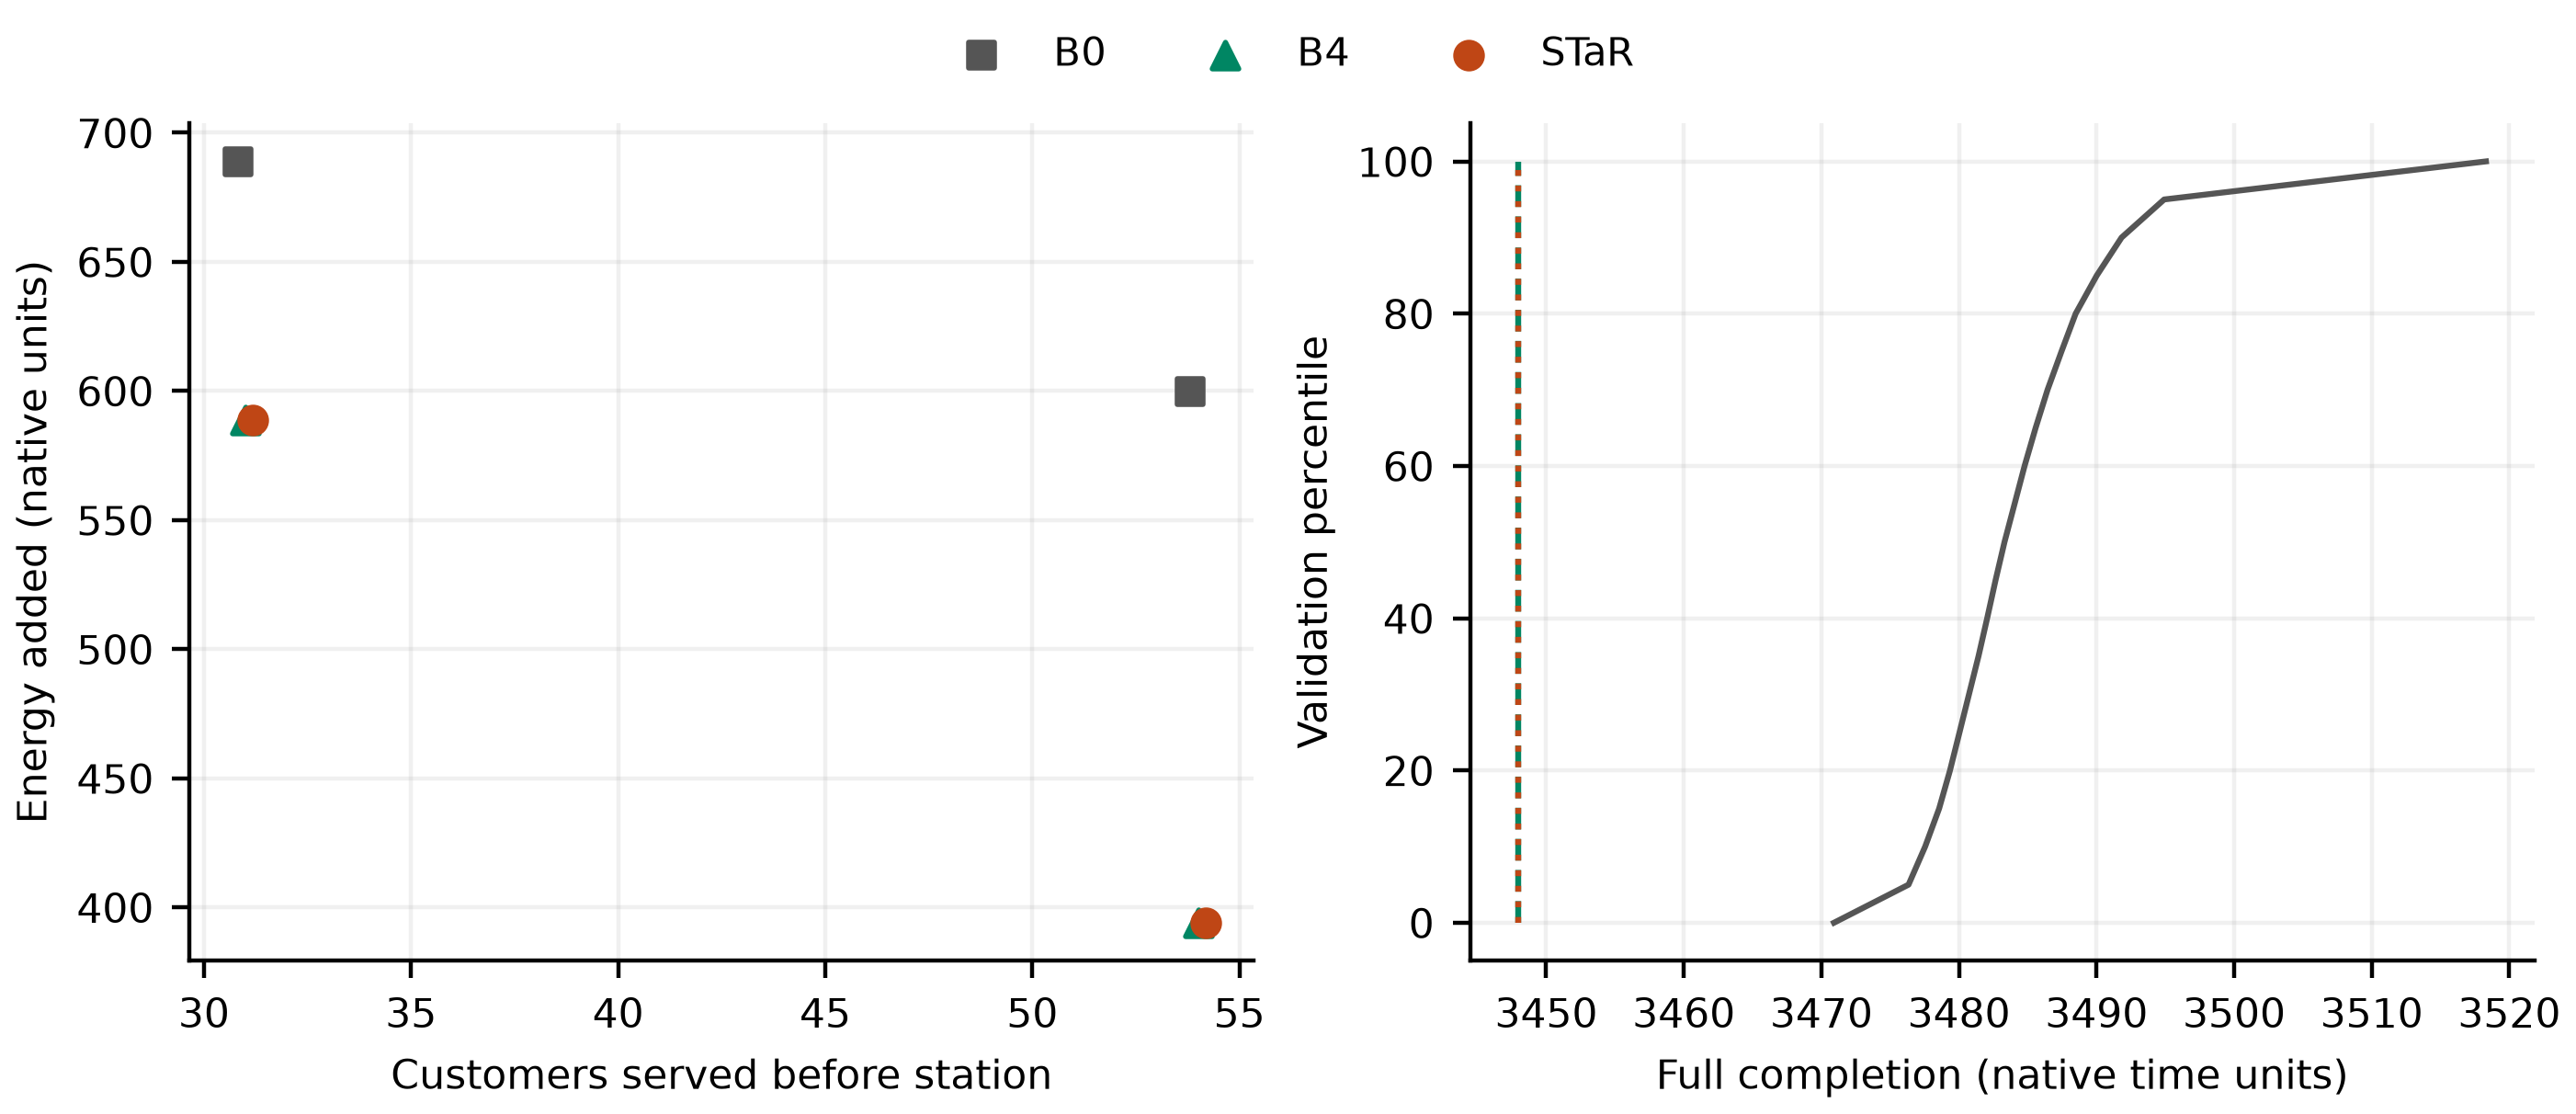 B0 B4 STaR
Energy added (native units)
700
650
600
550
500
450
400
30 35 40 45 50 55
Customers served before station
Validation percentile
100
80
60
40
20
0
3450 3460 3470 3480 3490 3500 3510 3520
Full completion (native time units)